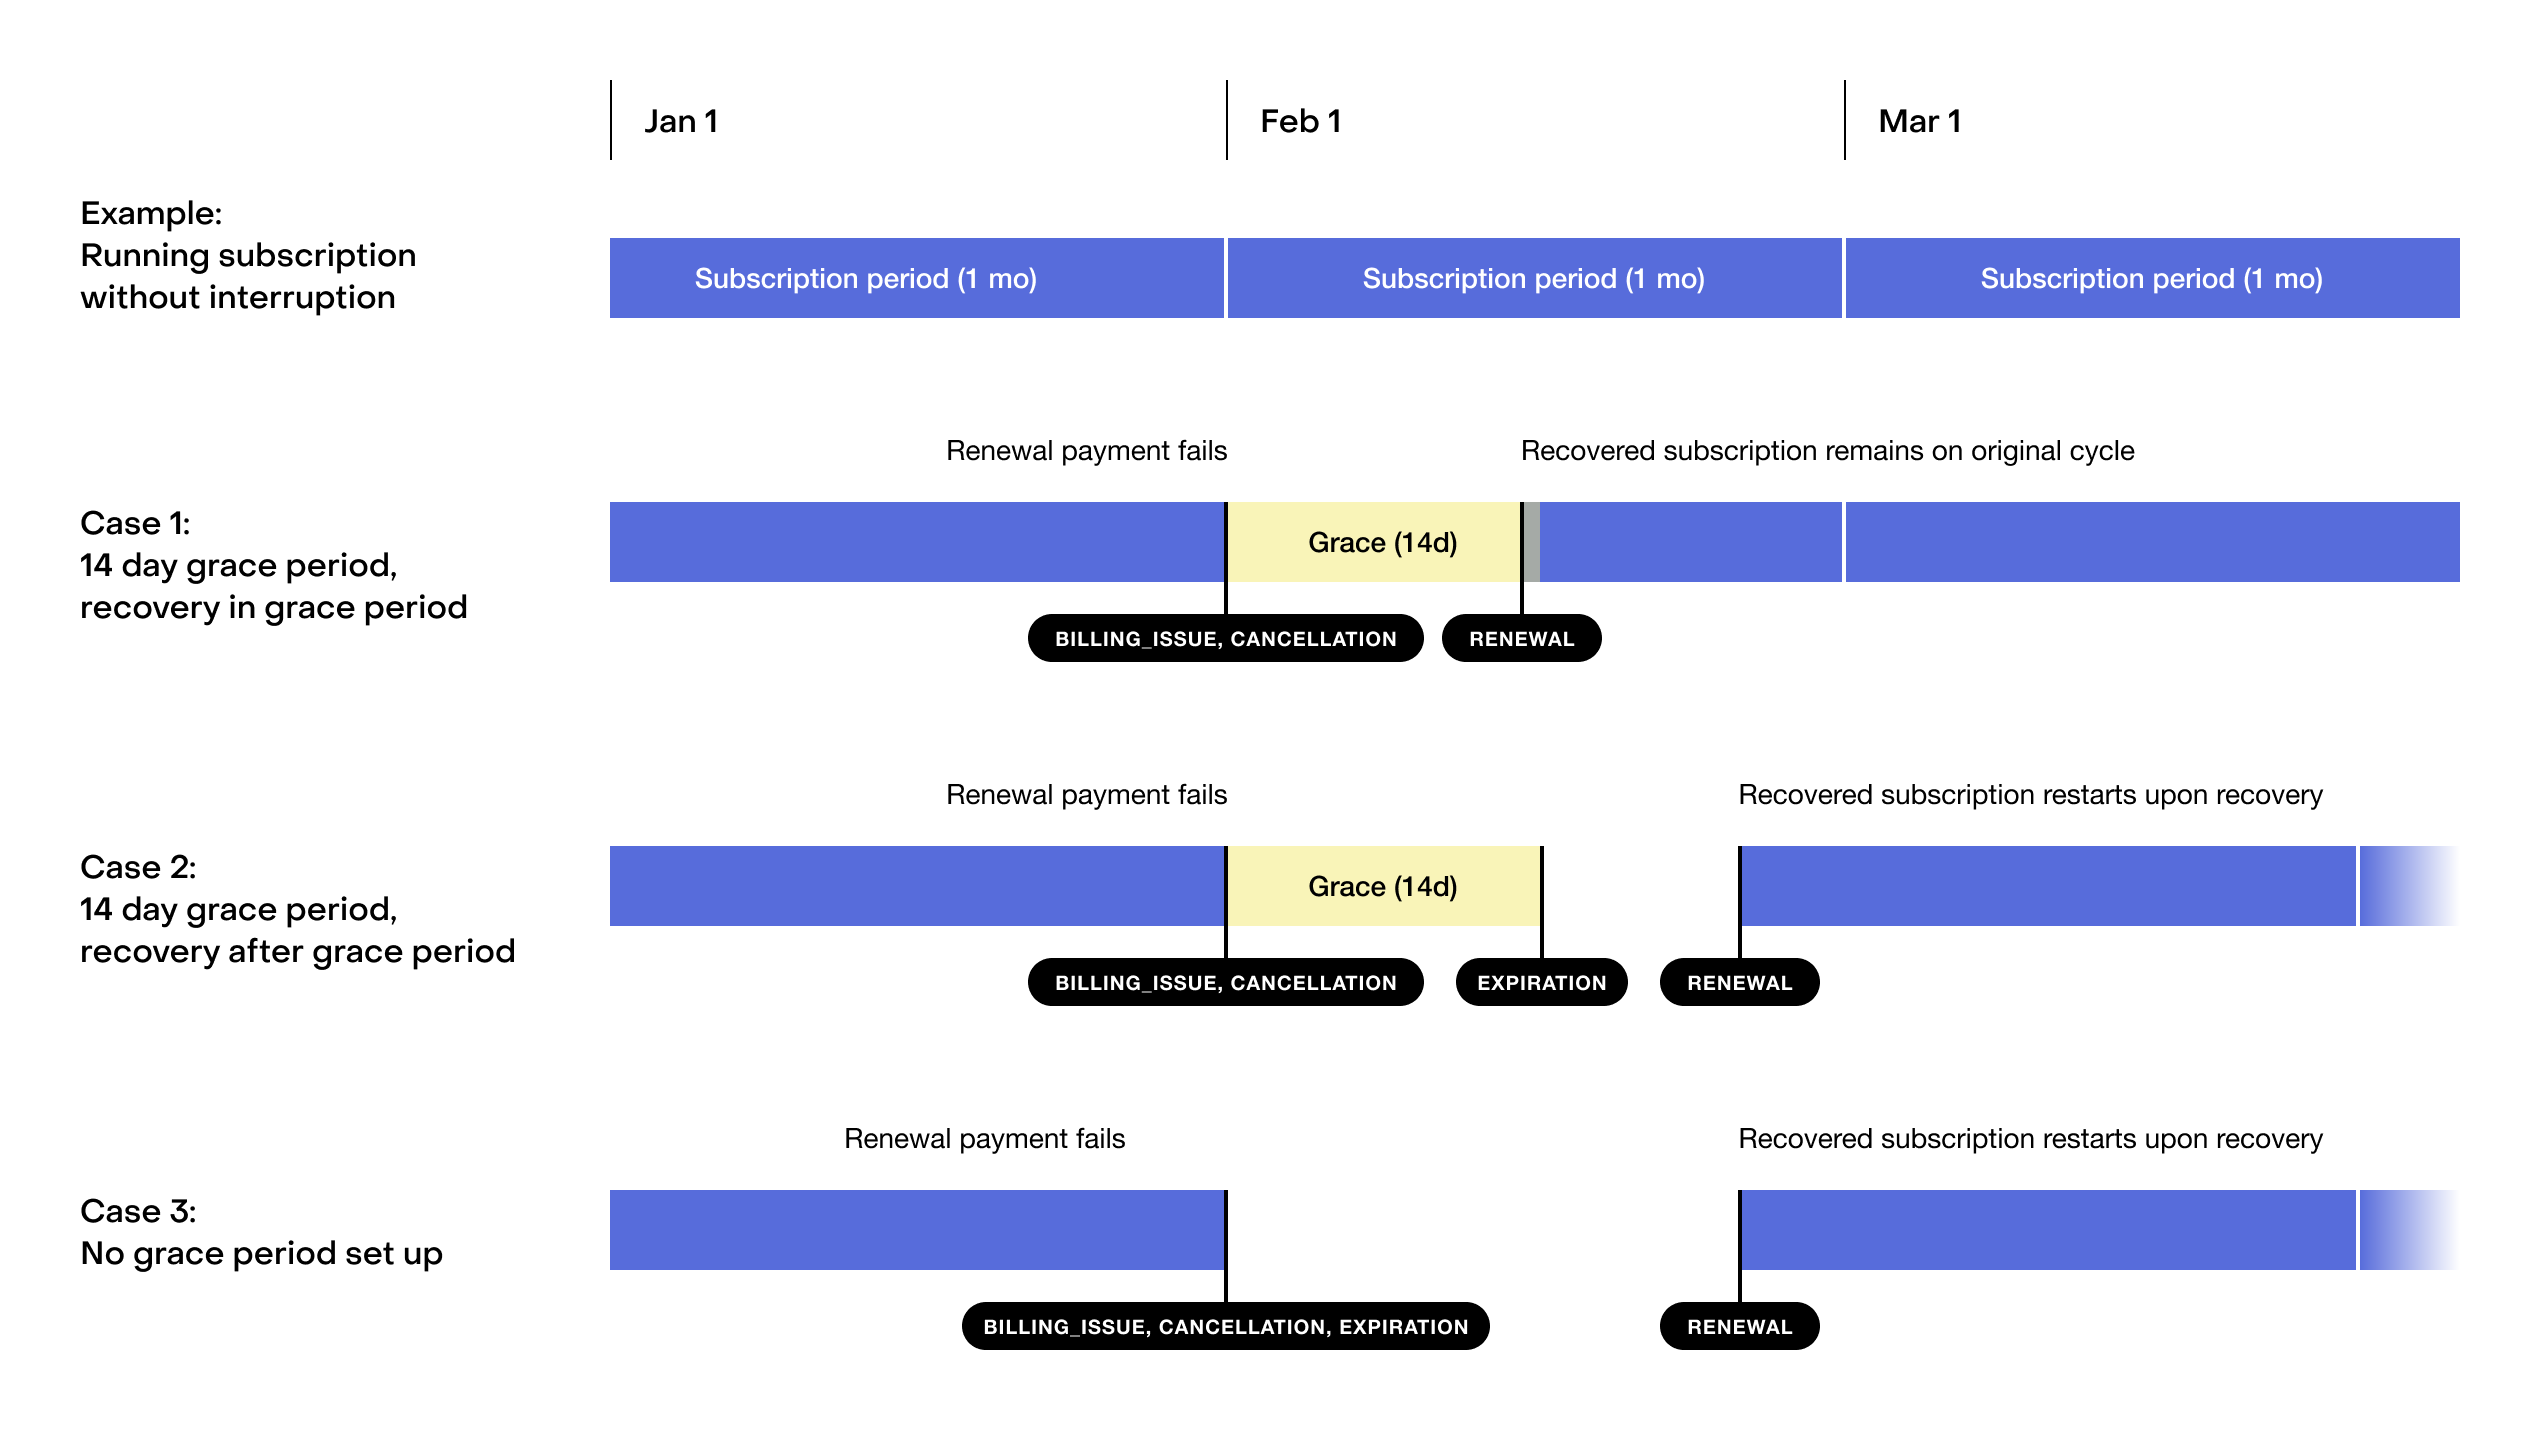 Jan 1
Feb 1
Mar 1
Example:
Running subscription
without interruption
Subscription period (1 mo)
Subscription period (1 mo)
Subscription period (1 mo)
Renewal payment fails
Recovered subscription remains on original cycle
Case 1:
14 day grace period,
recovery in grace period
Grace (14d)
BILLING_ISSUE, CANCELLATION
RENEWAL
Renewal payment fails
Recovered subscription restarts upon recovery
Case 2:
14 day grace period,
recovery after grace period
Grace (14d)
BILLING_ISSUE, CANCELLATION
EXPIRATION
RENEWAL
Renewal payment fails
Recovered subscription restarts upon recovery
Case 3:
No grace period set up
BILLING_ISSUE, CANCELLATION, EXPIRATION
RENEWAL